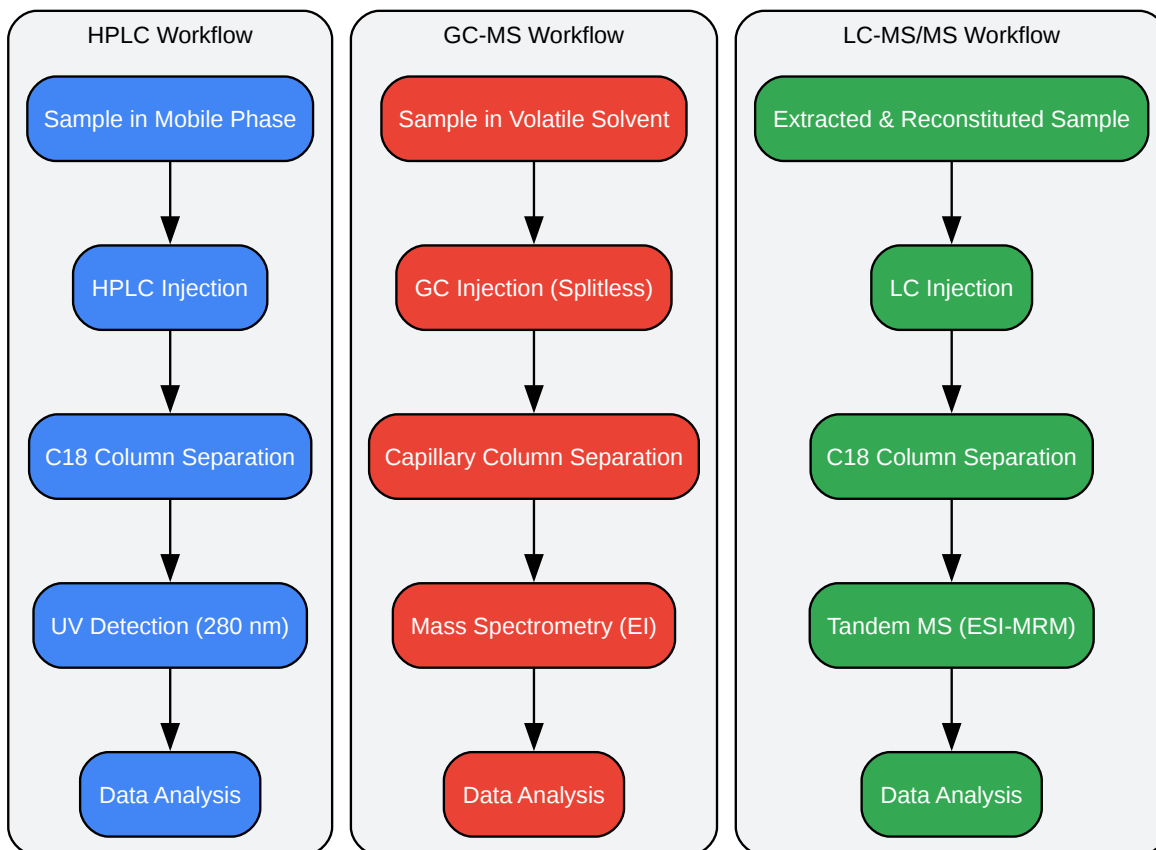 HPLC Workflow
Sample in Mobile Phase
HPLC Injection
C18 Column Separation
UV Detection (280 nm)
Data Analysis
GC-MS Workflow
Sample in Volatile Solvent
GC Injection (Splitless)
Capillary Column Separation
Mass Spectrometry (EI)
Data Analysis
LC-MS/MS Workflow
Extracted & Reconstituted Sample
LC Injection
C18 Column Separation
Tandem MS (ESI-MRM)
Data Analysis